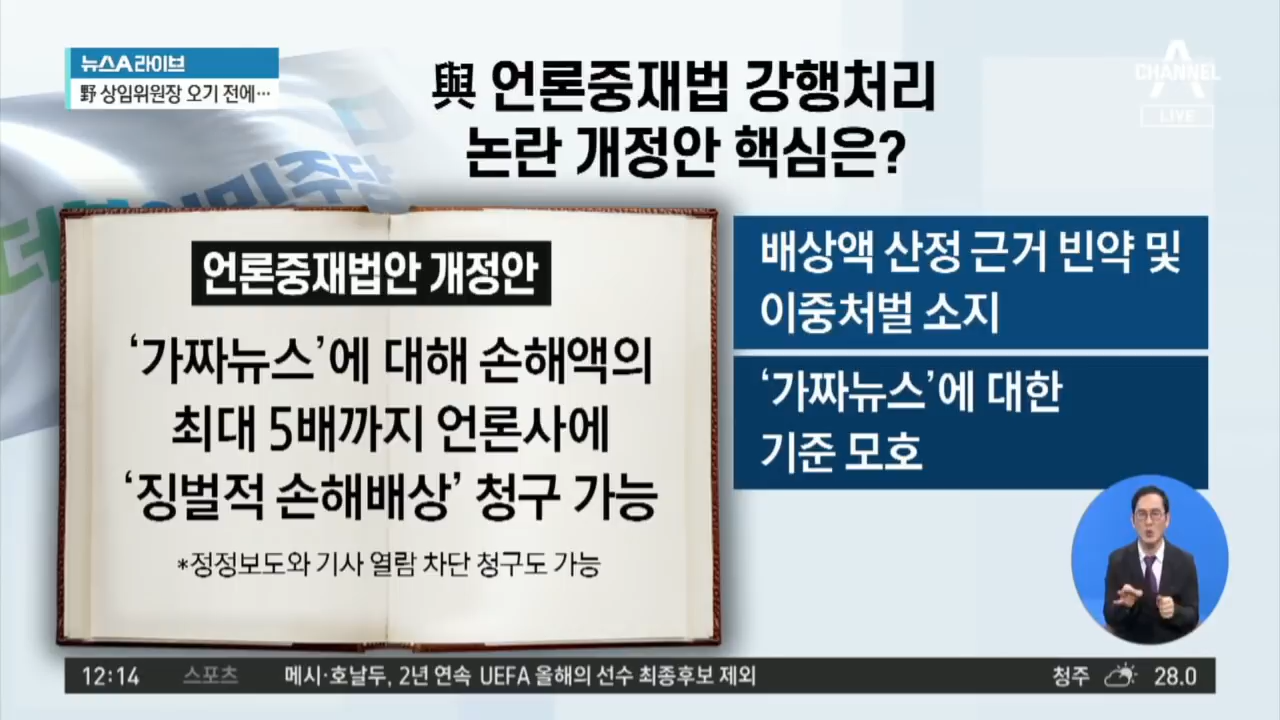 뉴스A 라이브
野 상임위원장 오기 전에…
與 언론중재법 강행처리
논란 개정안 핵심은?
CHANNEL A
LIVE
더불어민주당
언론중재법안 개정안
‘가짜뉴스’에 대해 손해액의
최대 5배까지 언론사에
‘징벌적 손해배상’ 청구 가능
*정정보도와 기사 열람 차단 청구도 가능
배상액 산정 근거 빈약 및
이중처벌 소지
‘가짜뉴스’에 대한
기준 모호
12:14 스포츠 메시·호날두, 2년 연속 UEFA 올해의 선수 최종후보 제외 청주 28.0